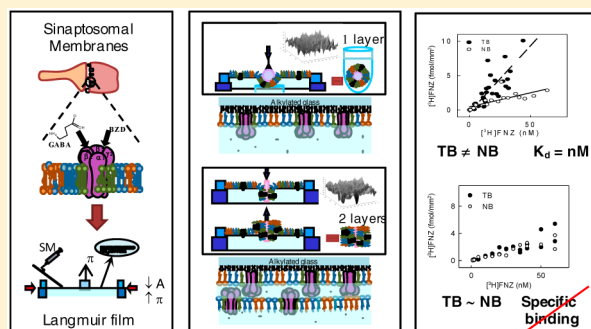 Sinaptosomal
Membranes
GABA
BZD
β
α
β
SM
π
↓ A
↑ π
Langmuir film
1 layer
Alkylated glass
2 layers
Alkylated glass
[³H]FNZ (fmol/mm²)
10
5
0
TB
NB
0
50
[³H]FNZ (nM)
TB ≠ NB
K_d = nM
[³H]FNZ (fmol/mm²)
8
4
0
TB
NB
0
50
[³H]FNZ (nM)
TB ~ NB
Specific
binding